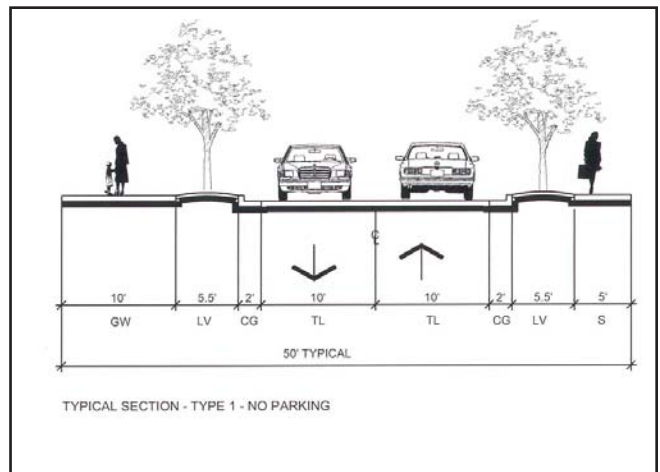 ℄
10' 5.5' 2' 10' 10' 2' 5.5' 5'
GW LV CG TL TL CG LV S
50' TYPICAL
TYPICAL SECTION - TYPE 1 - NO PARKING